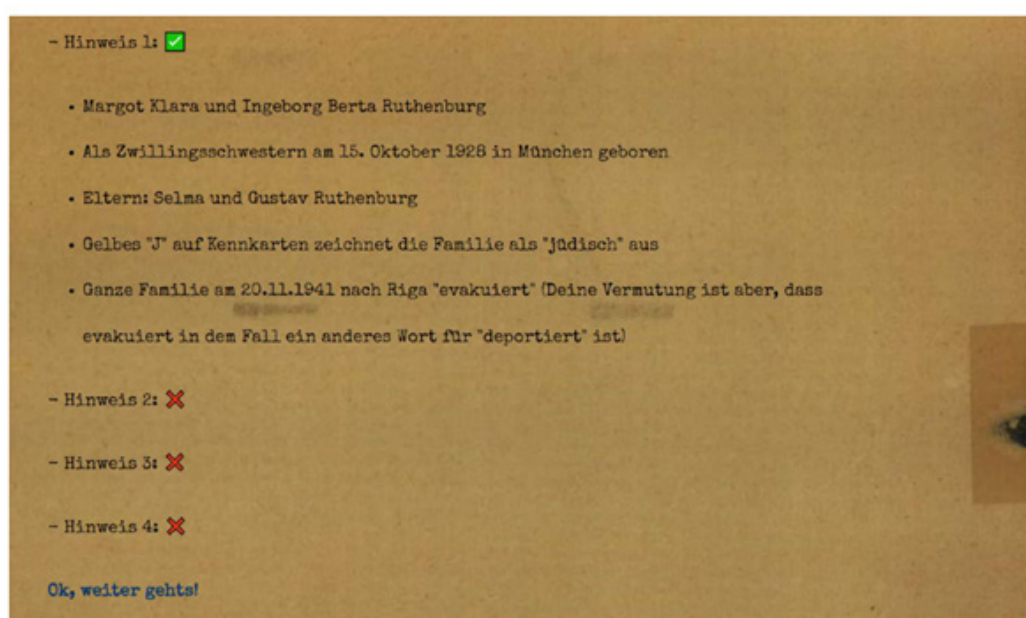 - Hinweis 1: ✅
• Margot Klara und Ingeborg Berta Ruthenburg
• Als Zwillingsschwestern am 15. Oktober 1928 in München geboren
• Eltern: Selma und Gustav Ruthenburg
• Gelbes "J" auf Kennkarten zeichnet die Familie als "jüdisch" aus
• Ganze Familie am 20.11.1941 nach Riga "evakuiert" (Deine Vermutung ist aber, dass
evakuiert in dem Fall ein anderes Wort für "deportiert" ist)
- Hinweis 2: ❌
- Hinweis 3: ❌
- Hinweis 4: ❌
Ok, weiter gehts!